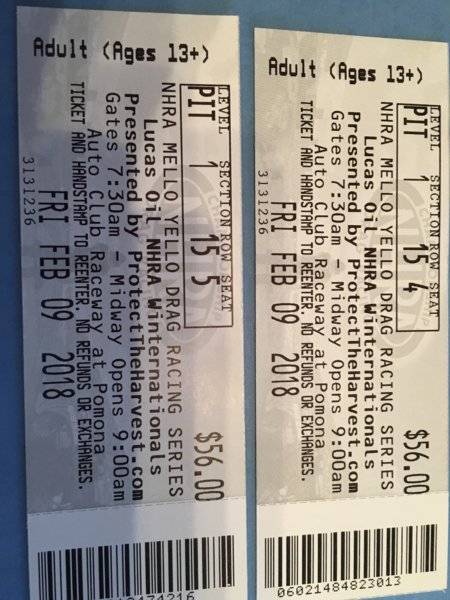 Adult (Ages 13+)
LEVEL SECTION ROW SEAT
PIT 1 15 5
$56.00
NHRA MELLO YELLO DRAG RACING SERIES
Lucas Oil NHRA Winternationals
Presented by ProtectTheHarvest.com
Gates 7:30am - Midway Opens 9:00am
Auto Club Raceway at Pomona
TICKET AND HANDSTAMP TO REENTER. NO REFUNDS OR EXCHANGES.
FRI FEB 09 2018
3131236
Adult (Ages 13+)
LEVEL SECTION ROW SEAT
PIT 1 15 4
$56.00
NHRA MELLO YELLO DRAG RACING SERIES
Lucas Oil NHRA Winternationals
Presented by ProtectTheHarvest.com
Gates 7:30am - Midway Opens 9:00am
Auto Club Raceway at Pomona
TICKET AND HANDSTAMP TO REENTER. NO REFUNDS OR EXCHANGES.
FRI FEB 09 2018
3131236
06021484823013